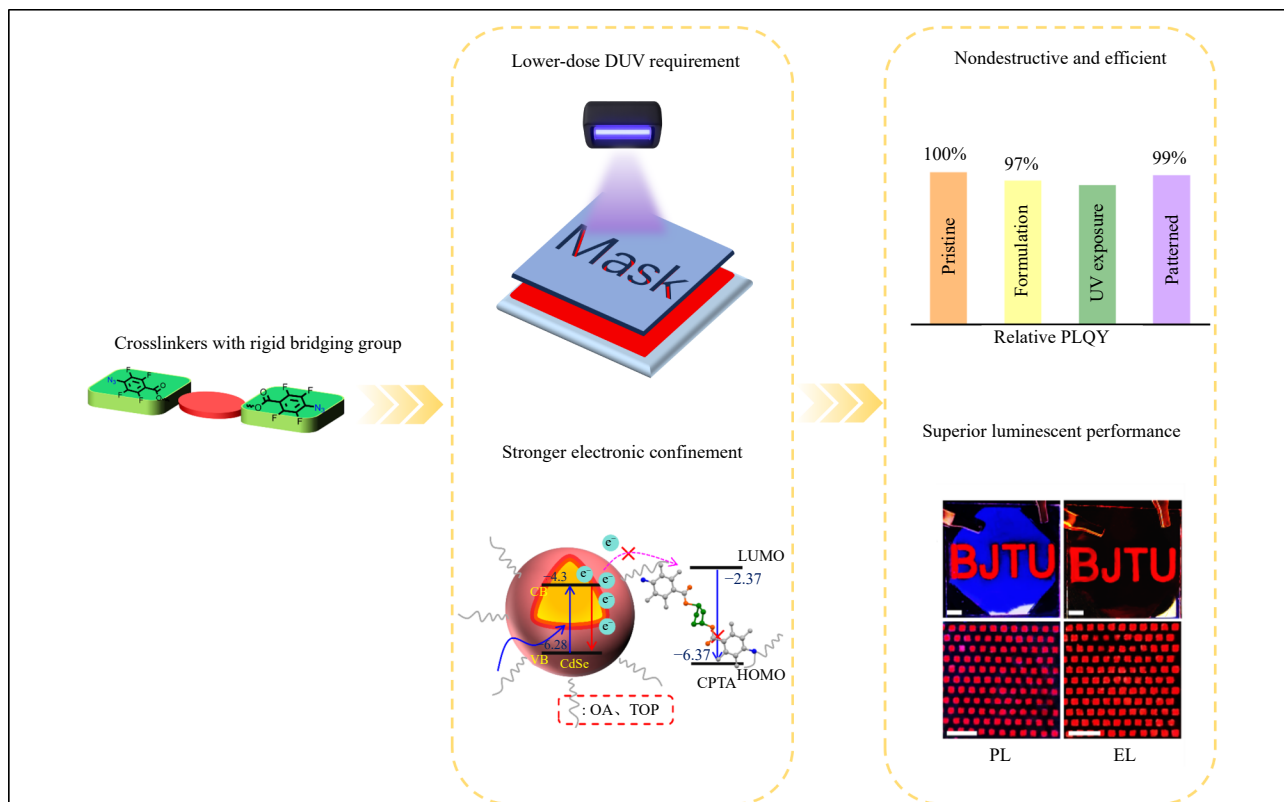 Crosslinkers with rigid bridging group
N₃
F
F
F
F
O
O
O
O
F
F
F
F
N₃
Lower-dose DUV requirement
Mask
Stronger electronic confinement
e⁻
e⁻
e⁻
e⁻
e⁻
−4.3
CB
−6.28
VB
CdSe
LUMO
−2.37
−6.37
HOMO
CPTA
: OA、TOP
Nondestructive and efficient
100%
97%
99%
Pristine
Formulation
UV exposure
Patterned
Relative PLQY
Superior luminescent performance
BJTU
BJTU
PL
EL